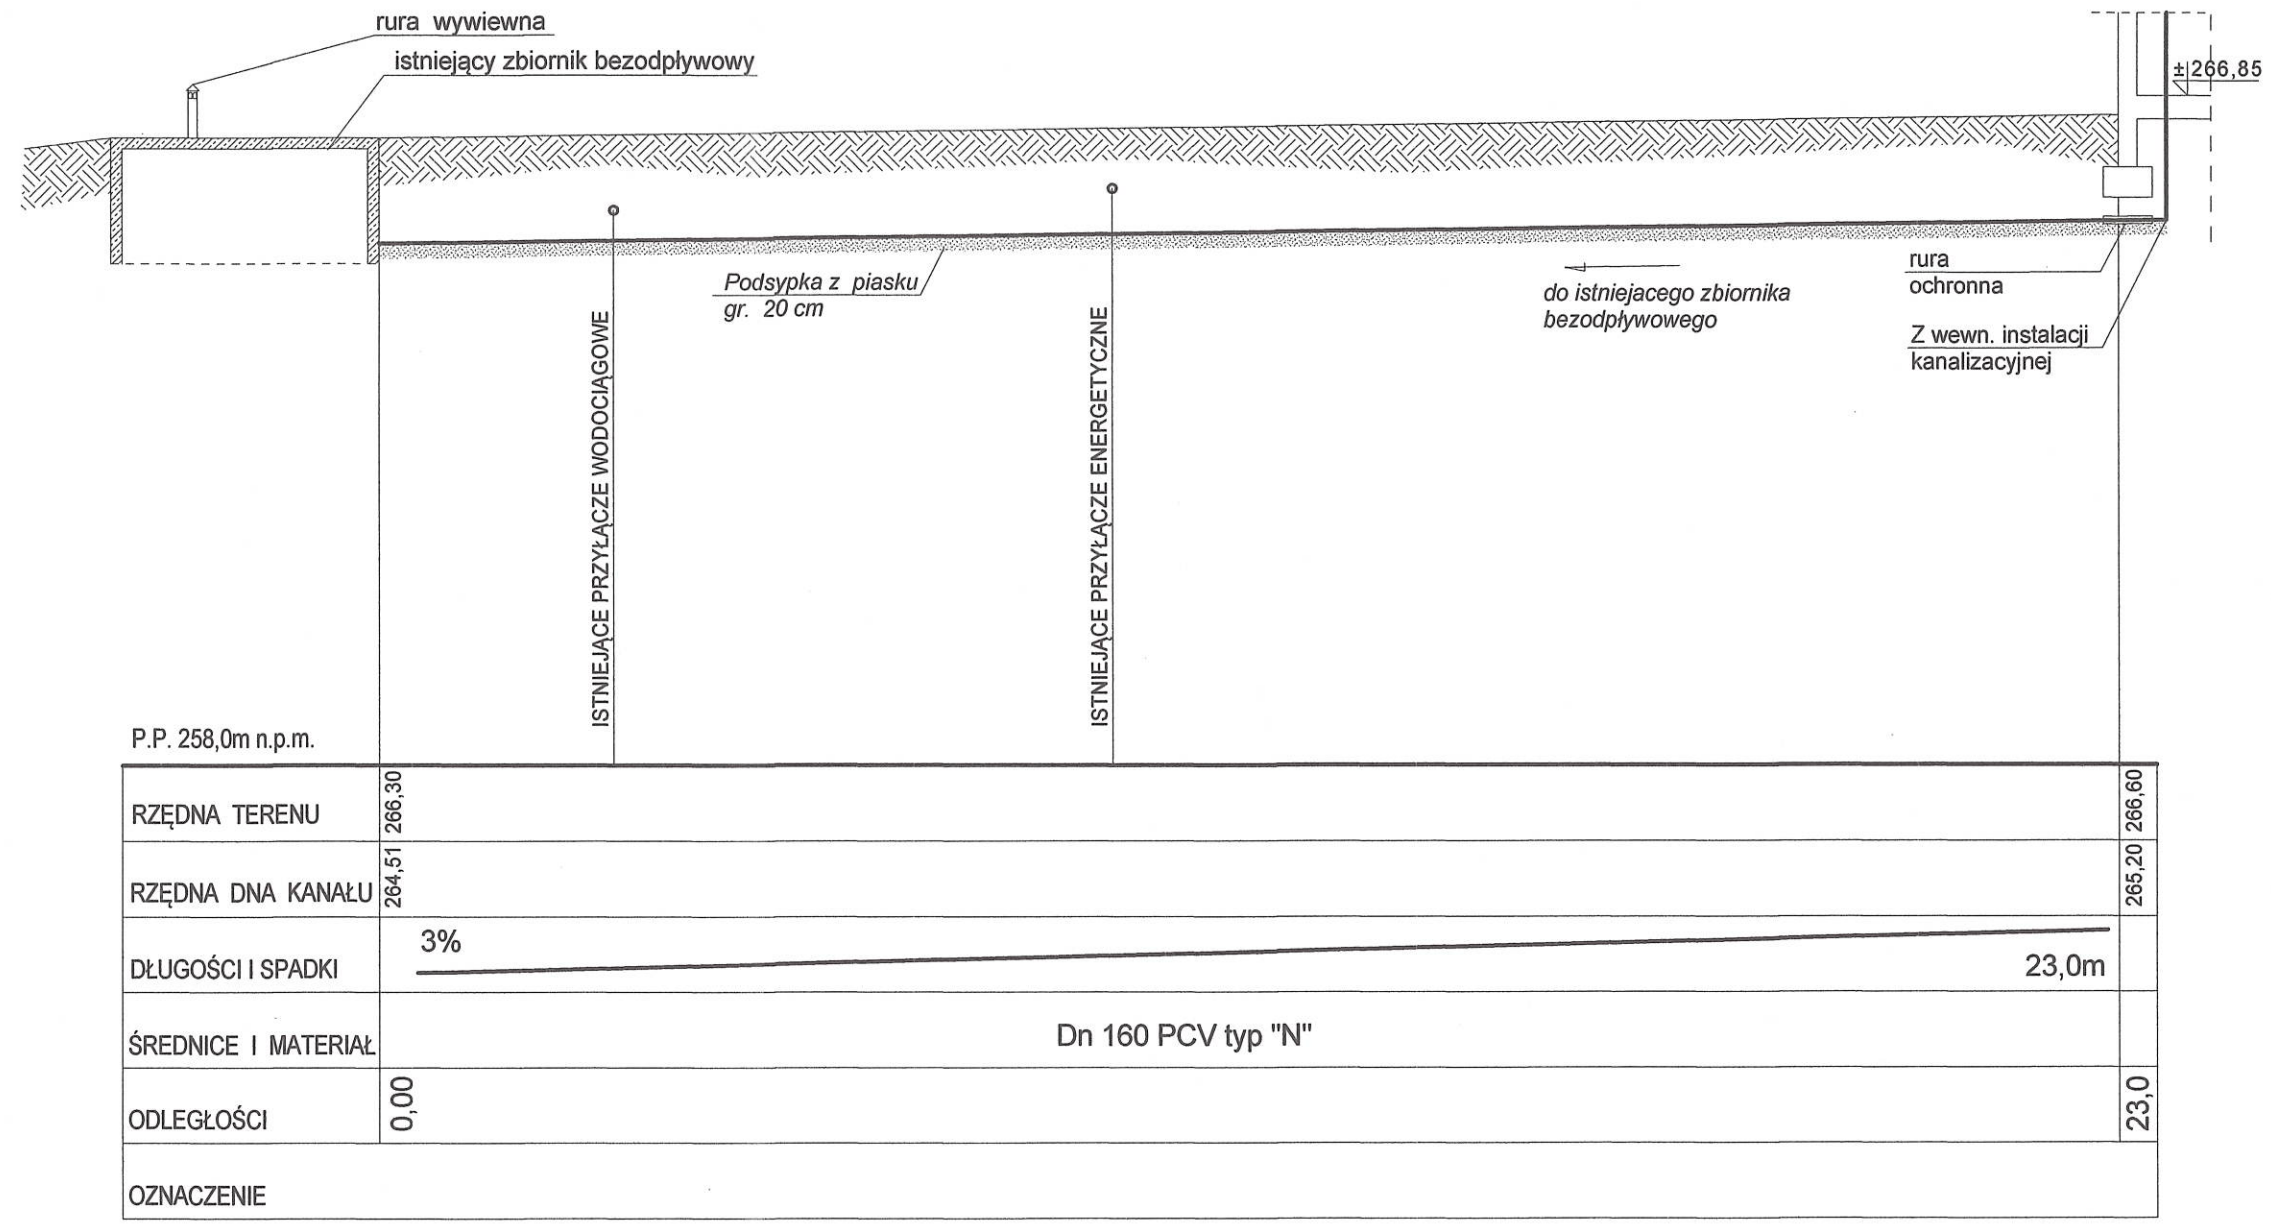 rura wywiewna
istniejący zbiornik bezodpływowy
±266,85
Podsypka z piasku
gr. 20 cm
do istniejacego zbiornika
bezodpływowego
rura
ochronna
Z wewn. instalacji
kanalizacyjnej
ISTNIEJĄCE PRZYŁĄCZE WODOCIĄGOWE
ISTNIEJĄCE PRZYŁĄCZE ENERGETYCZNE
P.P. 258,0m n.p.m.
RZĘDNA TERENU 266,30 266,60
RZĘDNA DNA KANAŁU 264,51 265,20
DŁUGOŚCI I SPADKI 3% 23,0m
ŚREDNICE I MATERIAŁ Dn 160 PCV typ "N"
ODLEGŁOŚCI 0,00 23,0
OZNACZENIE